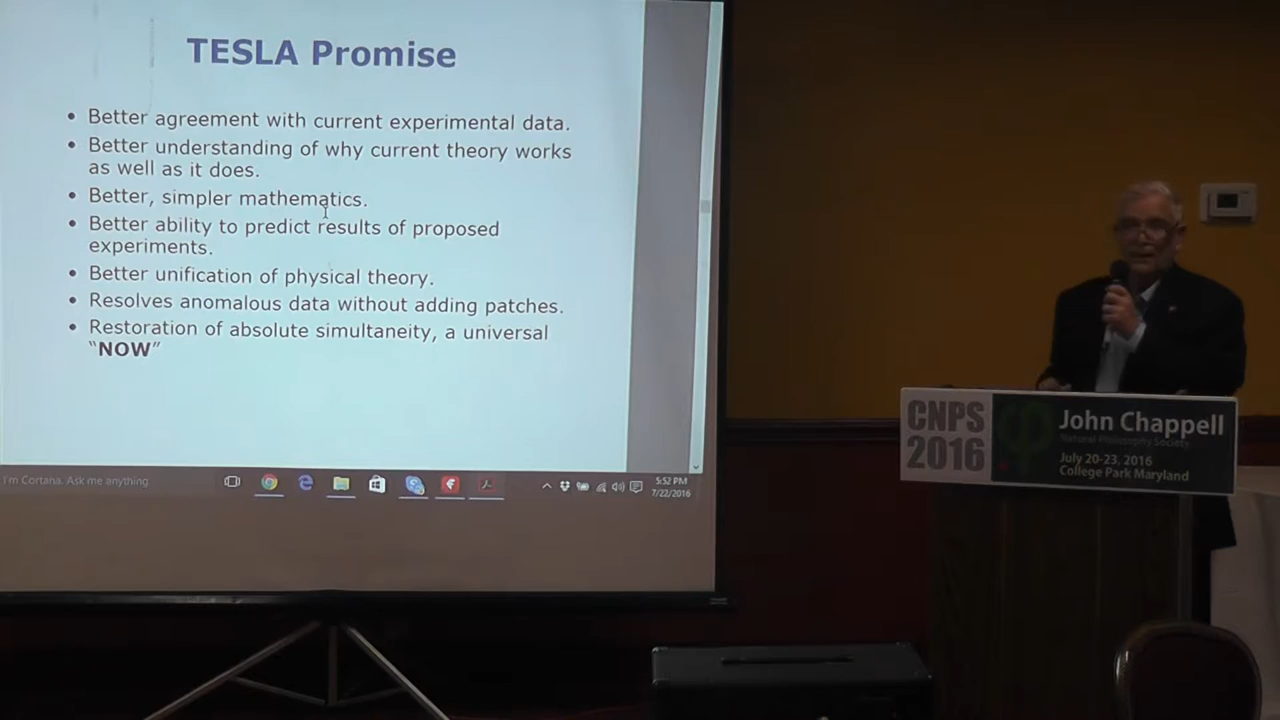 TESLA Promise
• Better agreement with current experimental data.
• Better understanding of why current theory works
as well as it does.
• Better, simpler mathematics.
• Better ability to predict results of proposed
experiments.
• Better unification of physical theory.
• Resolves anomalous data without adding patches.
• Restoration of absolute simultaneity, a universal
“NOW”
I'm Cortana. Ask me anything
5:52 PM
7/22/2016
CNPS
2016
John Chappell
Natural Philosophy Society
July 20-23, 2016
College Park Maryland